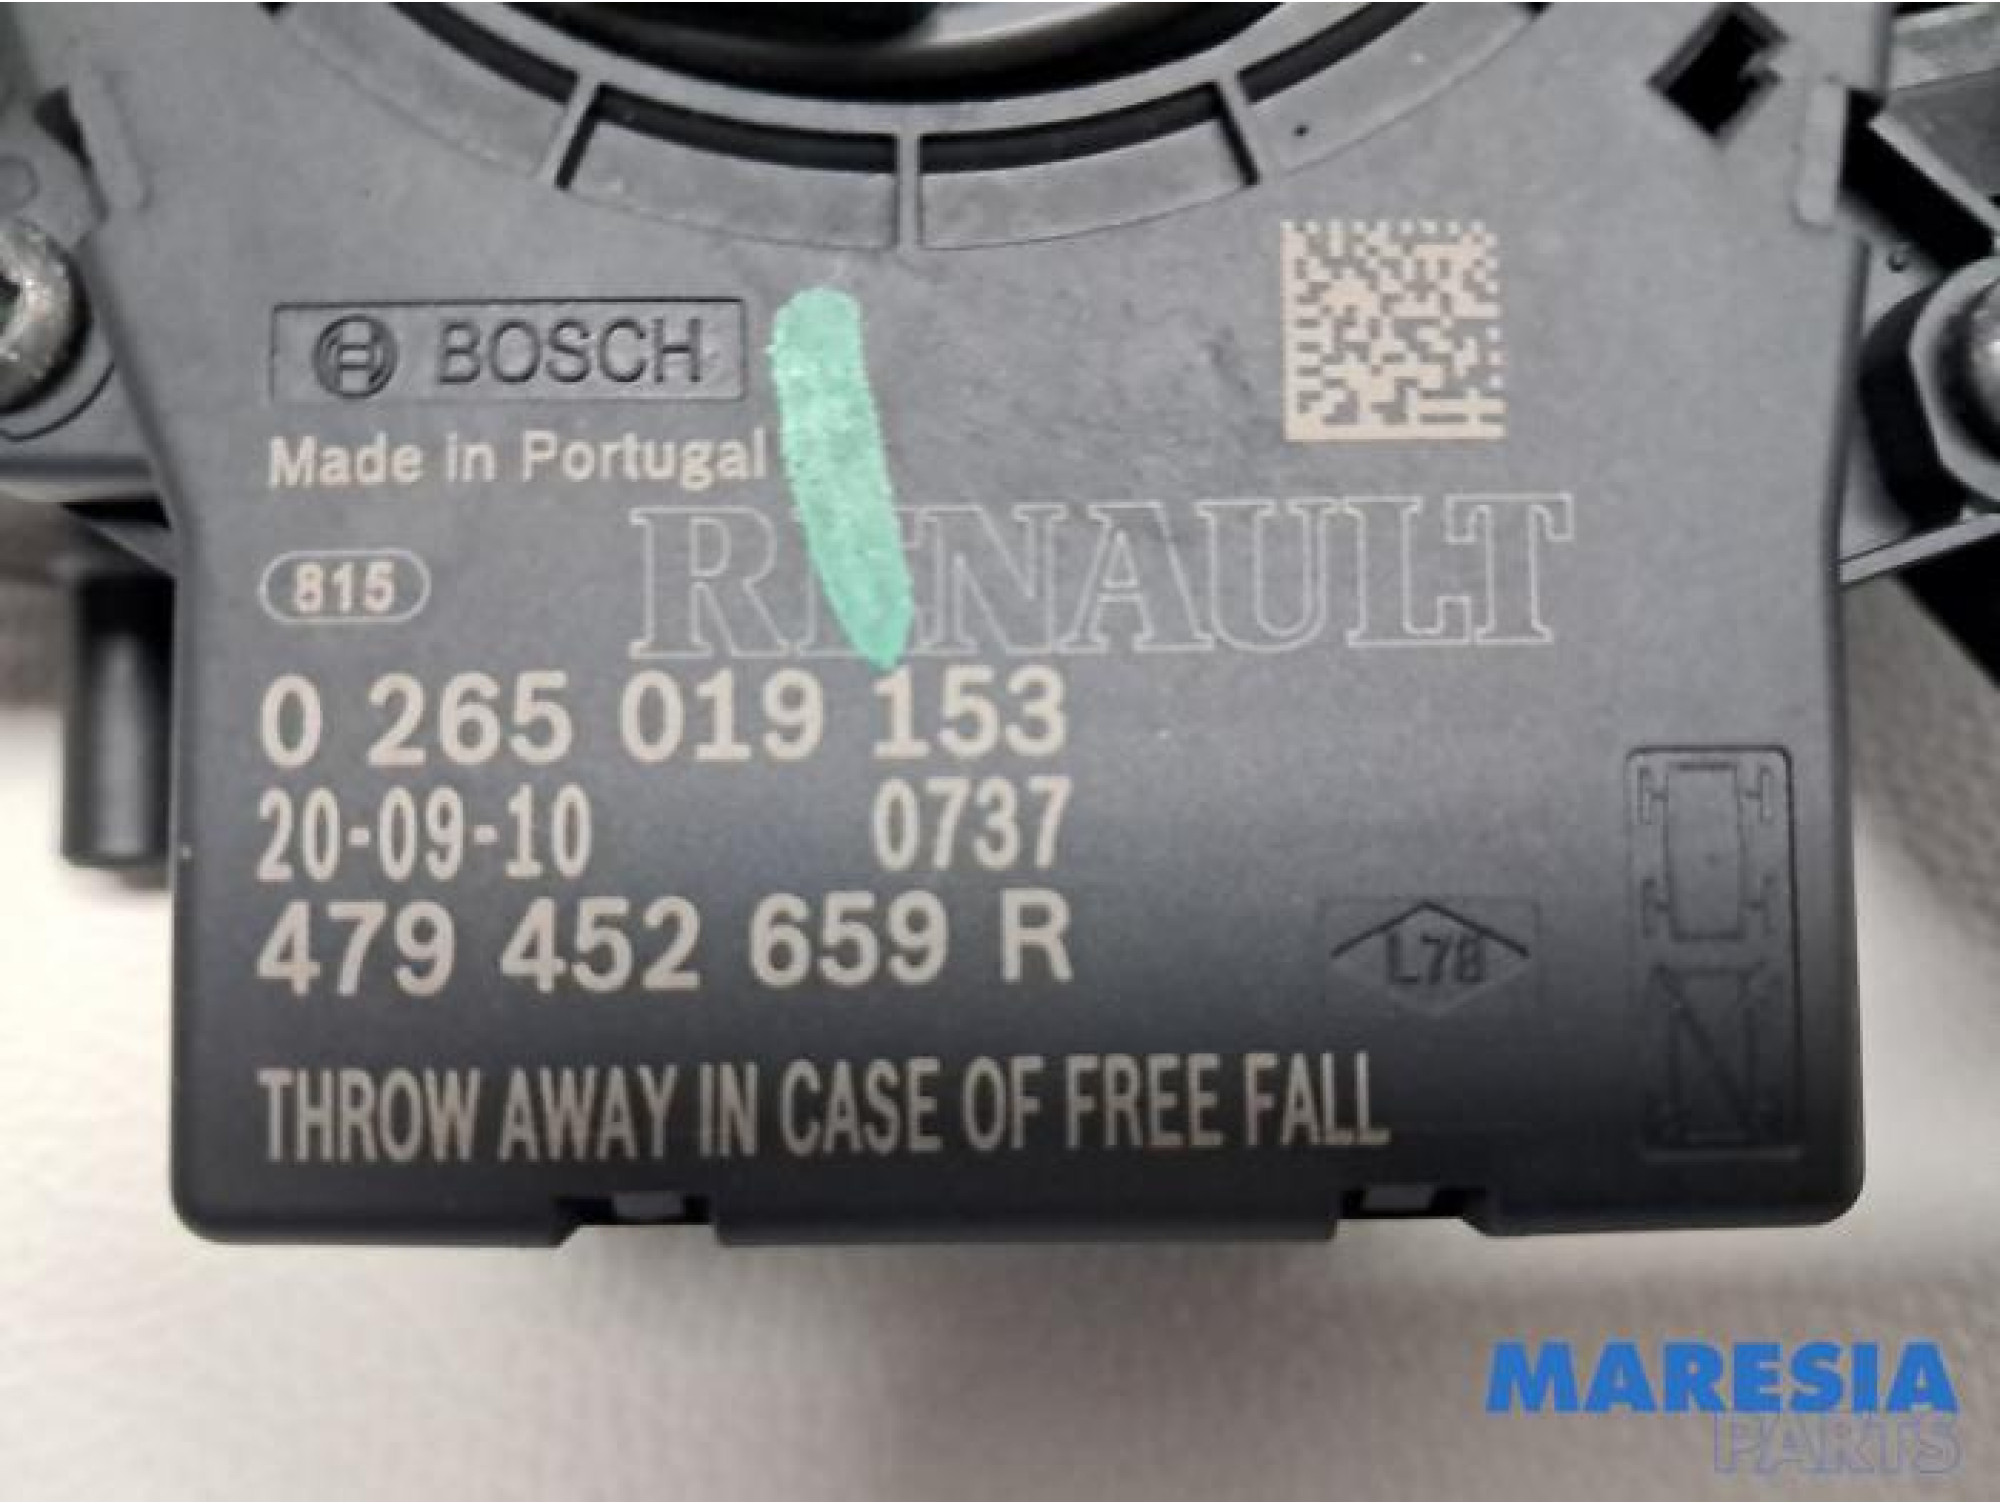 BOSCH
Made in Portugal
RENAULT
815
0 265 019 153
20-09-10 0737
479 452 659 R
L78
THROW AWAY IN CASE OF FREE FALL
MARESIA
PARTS